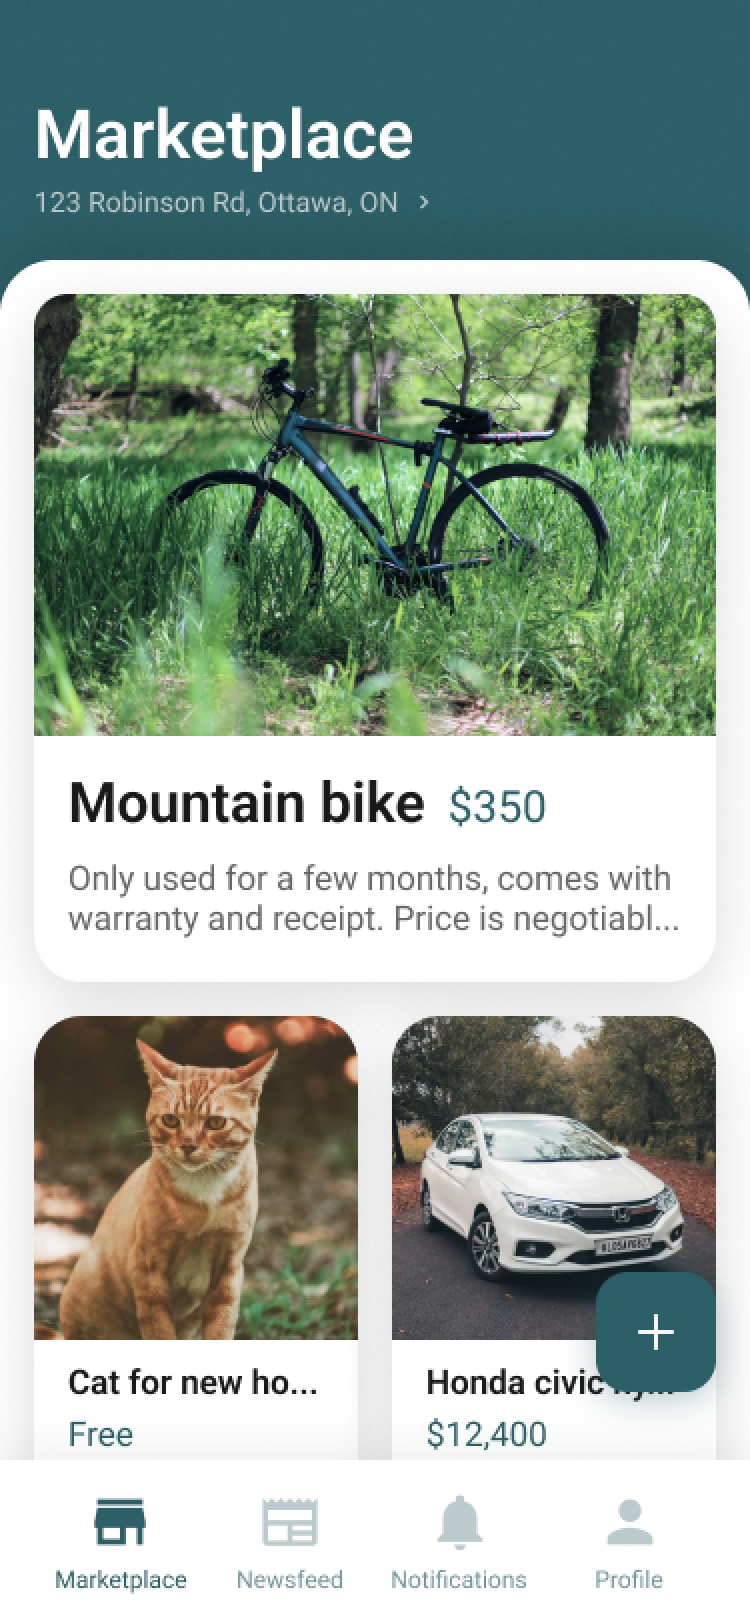 Marketplace
123 Robinson Rd, Ottawa, ON
Mountain bike $350
Only used for a few months, comes with
warranty and receipt. Price is negotiabl...
Cat for new ho...
Free
Honda civic
$12,400
Marketplace
Newsfeed
Notifications
Profile